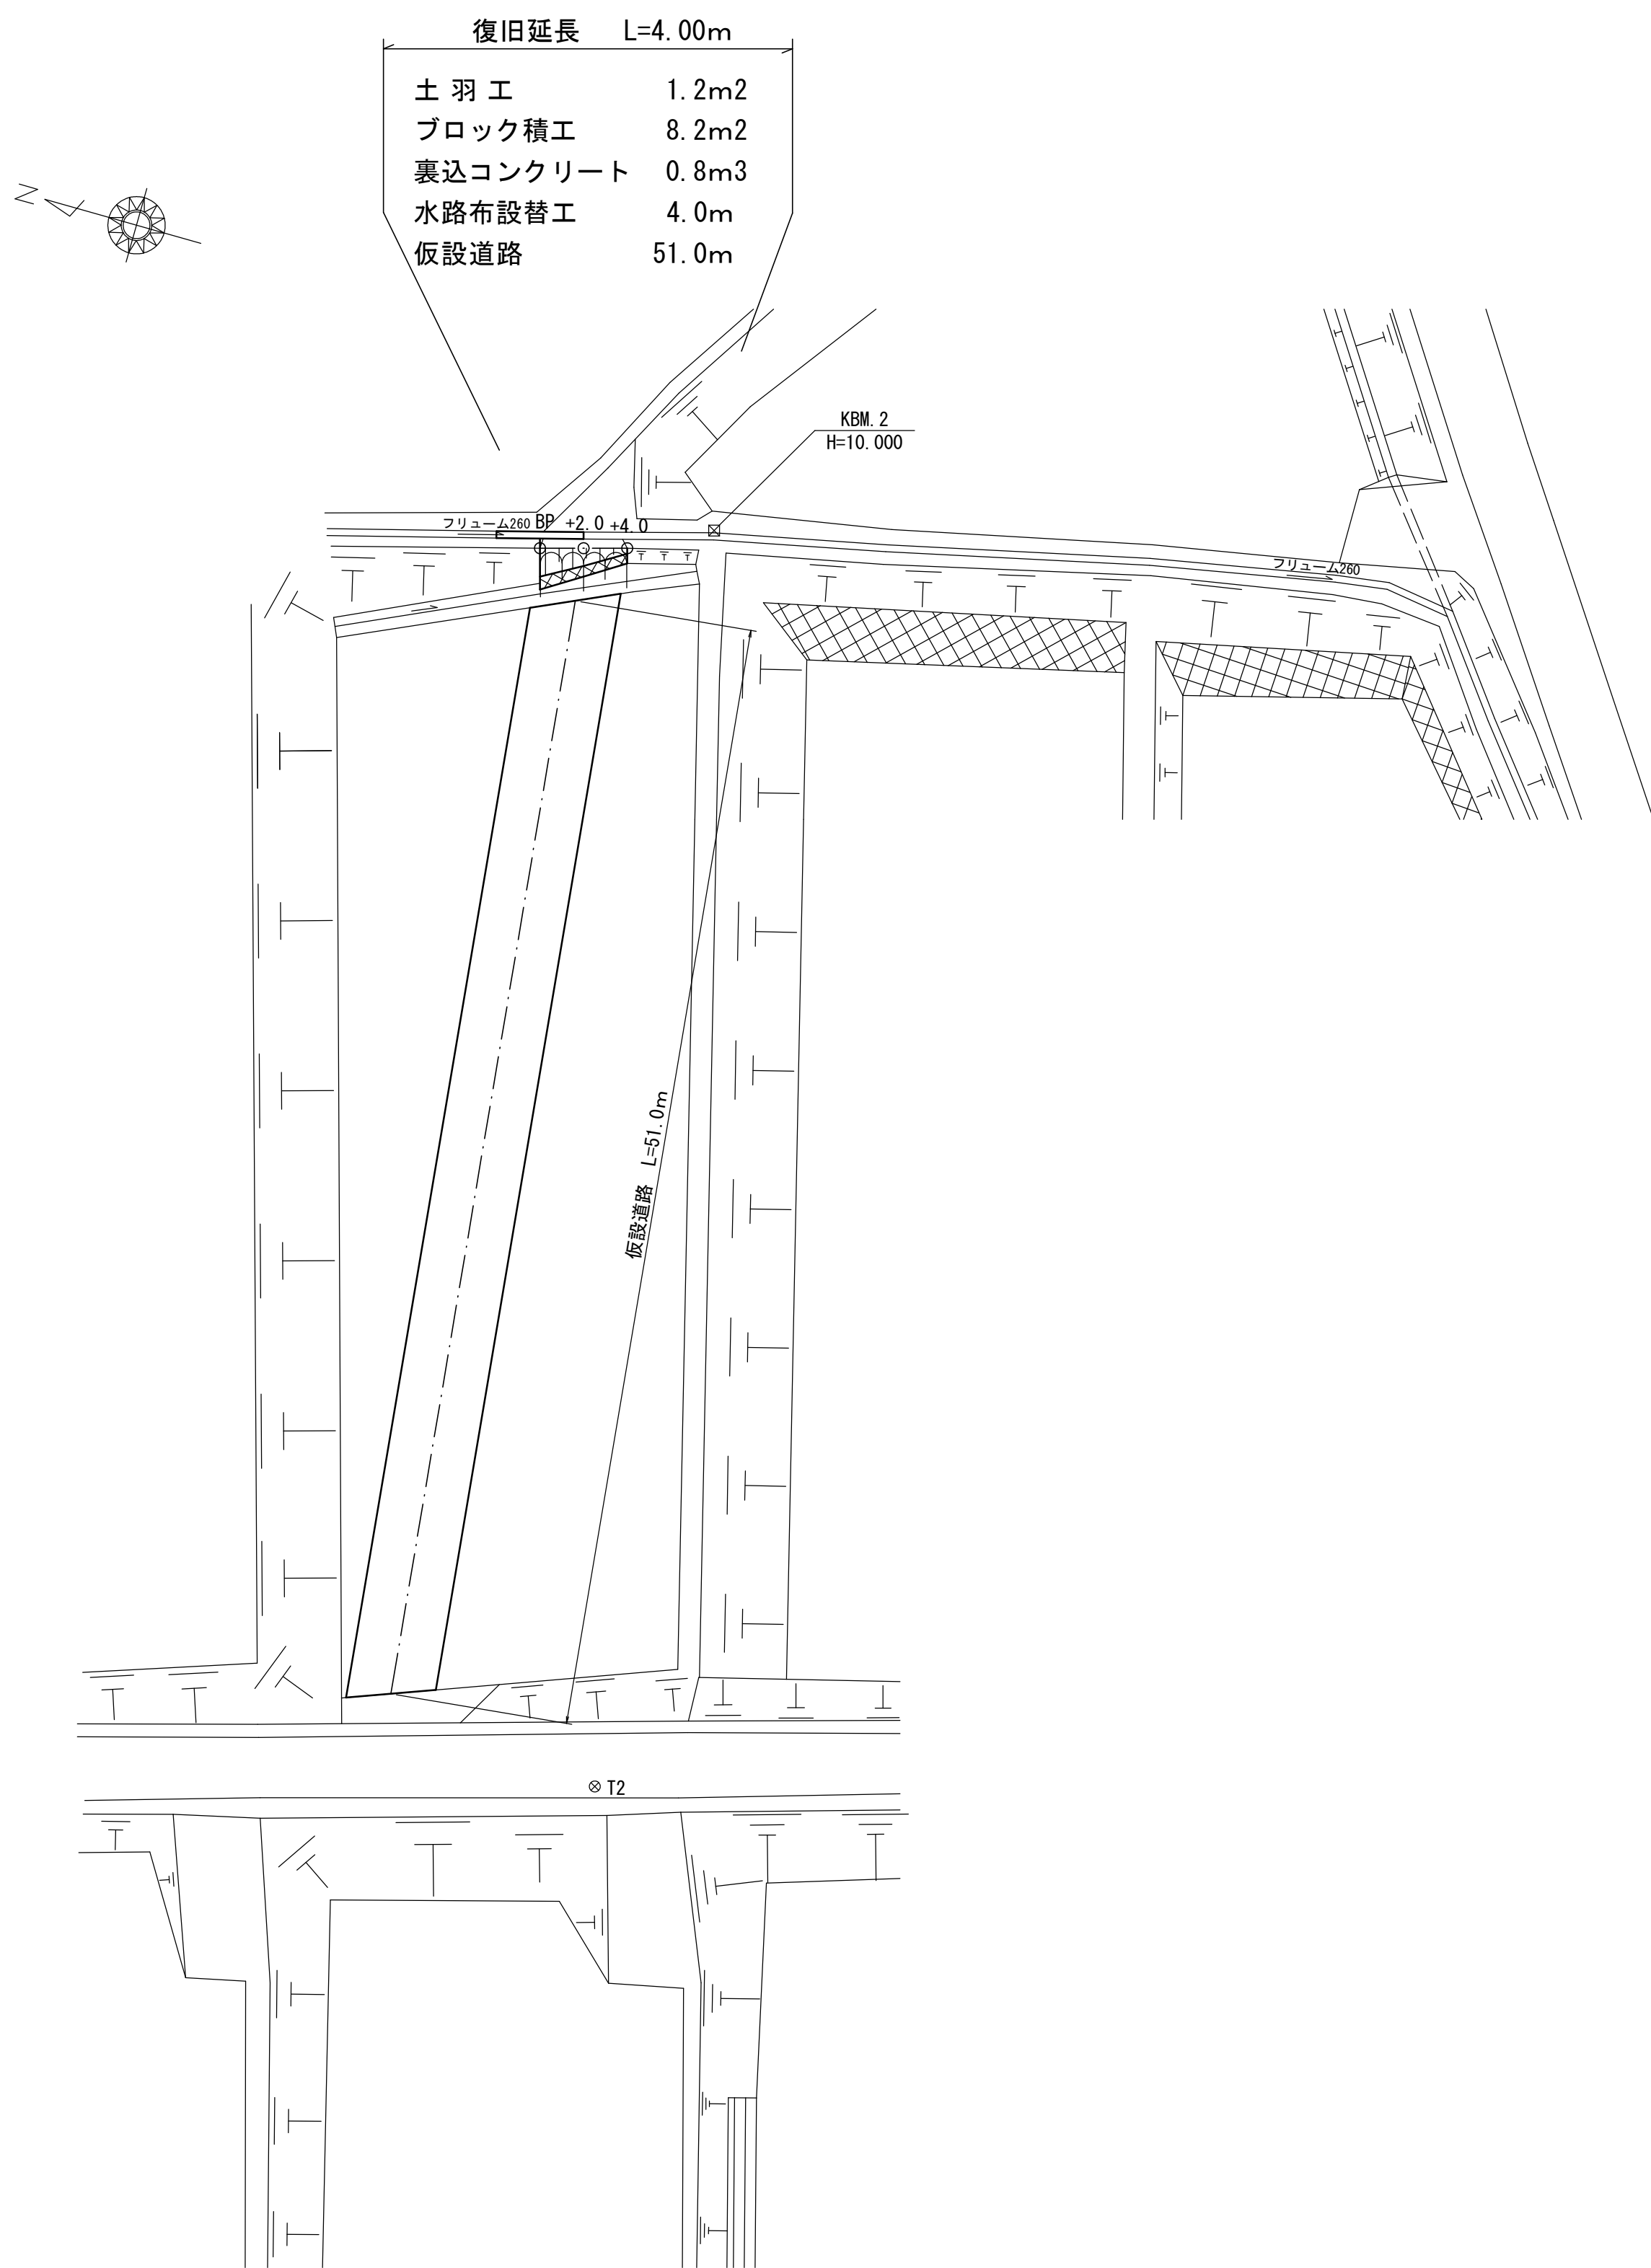 復旧延長 L=4.00m
土 羽 工 1.2m2
ブロック積工 8.2m2
裏込コンクリート 0.8m3
水路布設替工 4.0m
仮設道路 51.0m
N
KBM.2
H=10.000
フリューム260 BP +2.0 +4.0
フリューム260
仮設道路 L=51.0m
T2